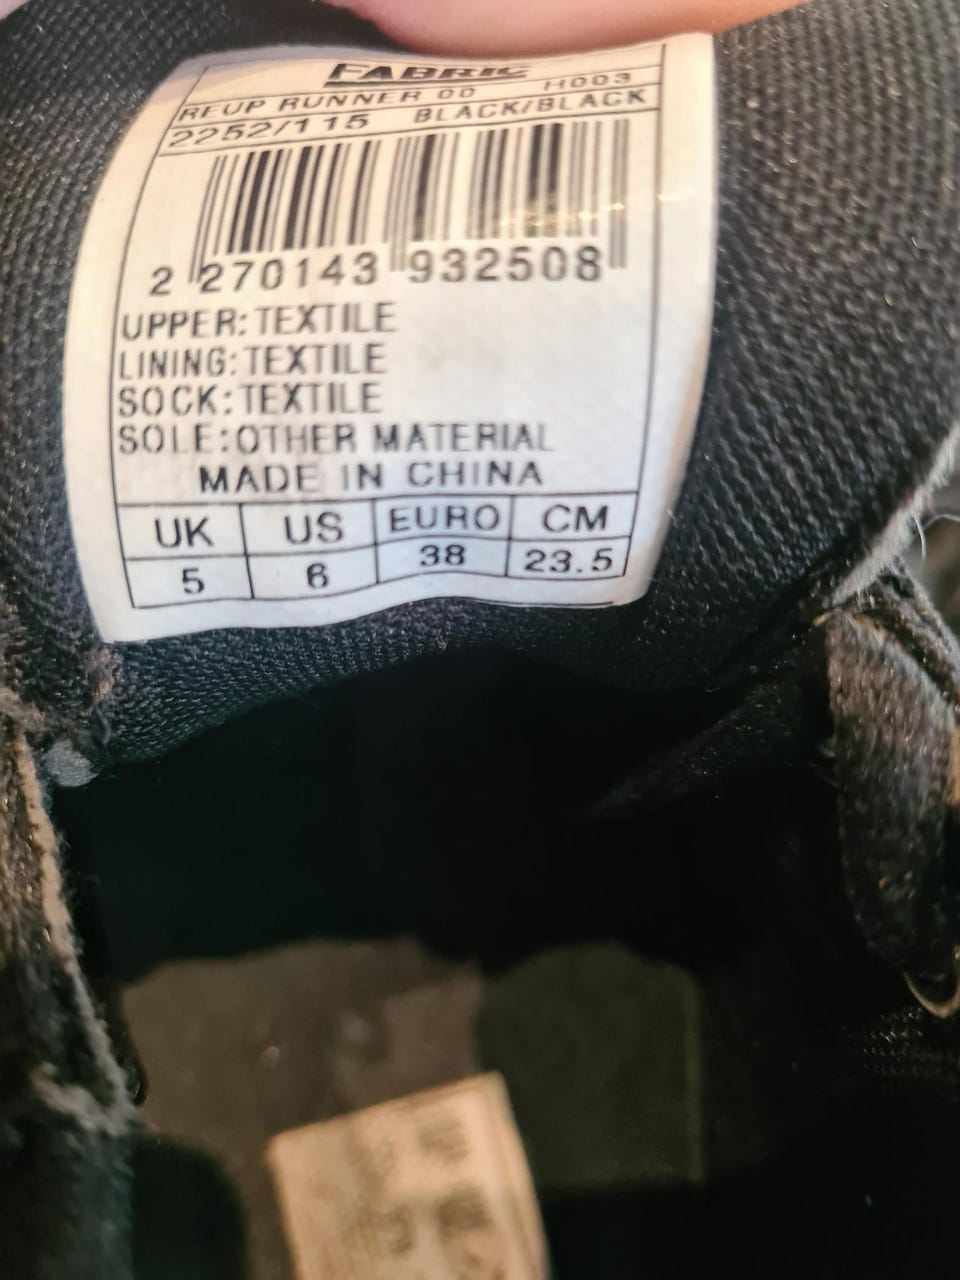 FABRIC
REUP RUNNER 00 H003
2252/115 BLACK/BLACK
2 270143 932508
UPPER: TEXTILE
LINING: TEXTILE
SOCK: TEXTILE
SOLE: OTHER MATERIAL
MADE IN CHINA
UK US EURO CM
5 6 38 23.5